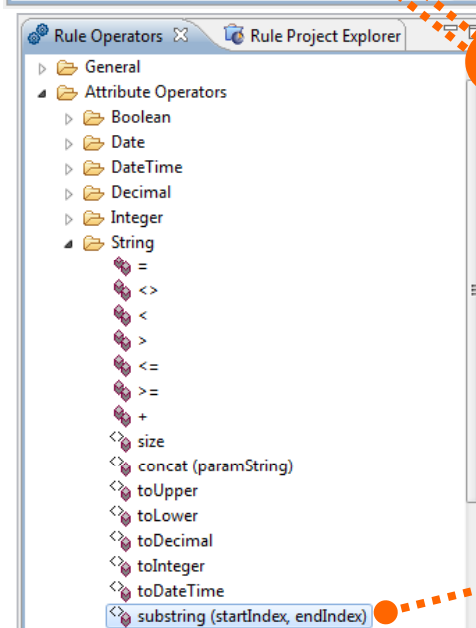 Rule Operators Rule Project Explorer
General
Attribute Operators
Boolean
Date
DateTime
Decimal
Integer
String
=
<>
<
>
<=
>=
+
size
concat (paramString)
toUpper
toLower
toDecimal
toInteger
toDateTime
substring (startIndex, endIndex)